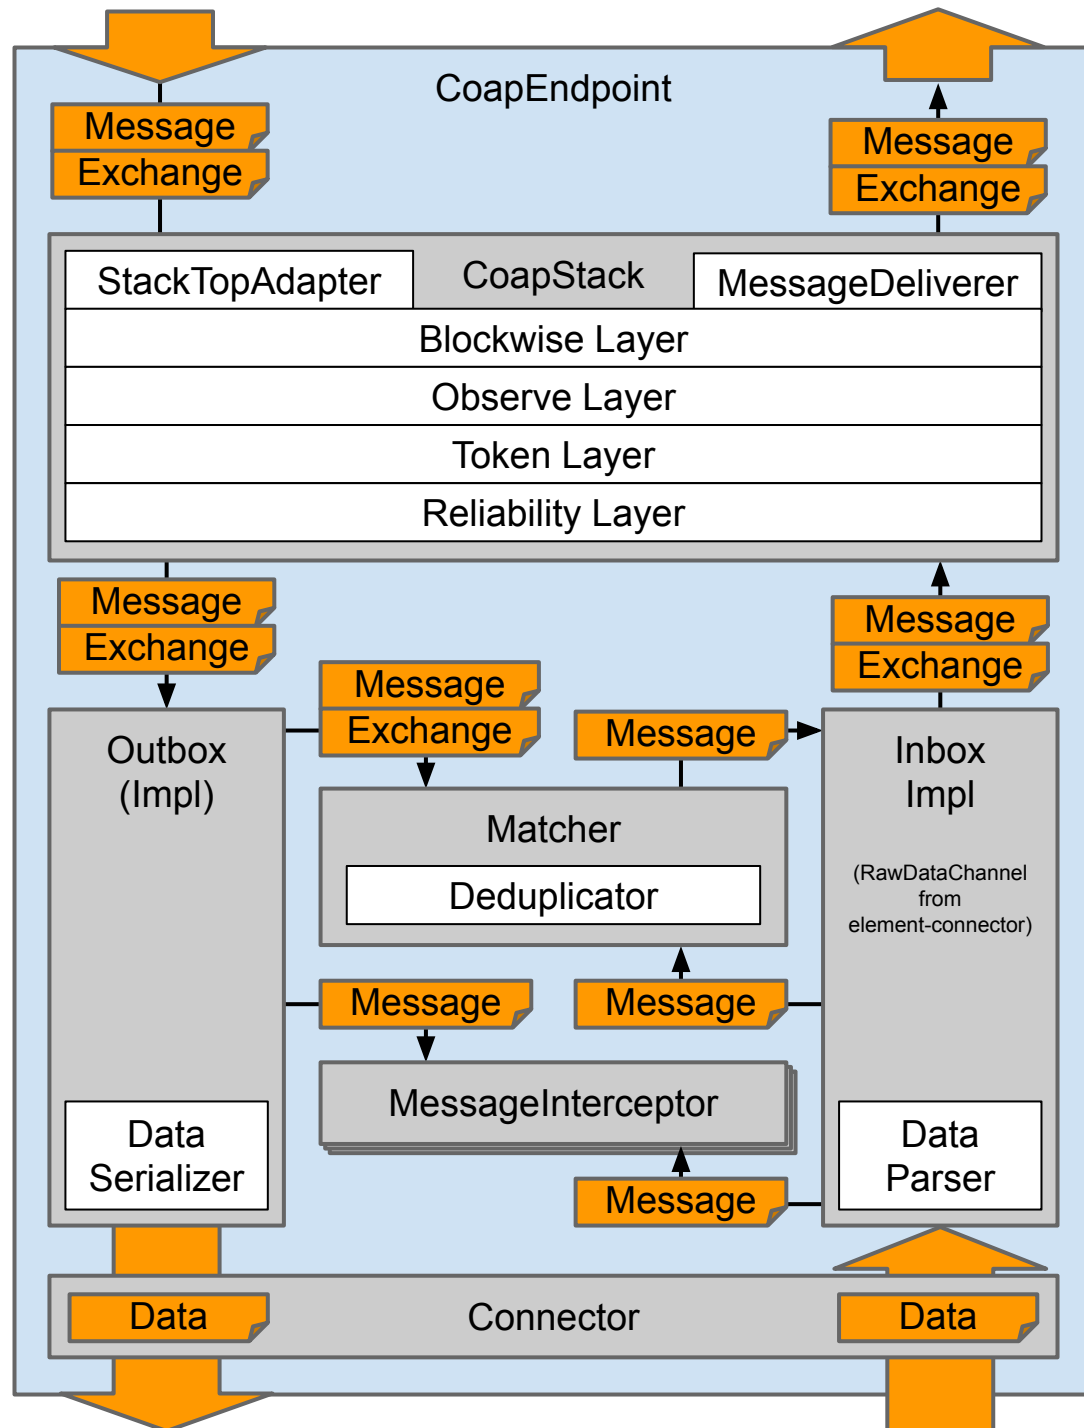 CoapEndpoint
Message
Exchange
Message
Exchange
StackTopAdapter
CoapStack
MessageDeliverer
Blockwise Layer
Observe Layer
Token Layer
Reliability Layer
Message
Exchange
Message
Exchange
Message
Exchange
Message
Outbox
(Impl)
Inbox
Impl
(RawDataChannel
from
element-connector)
Matcher
Deduplicator
Message
Message
MessageInterceptor
Data
Serializer
Data
Parser
Message
Data
Connector
Data